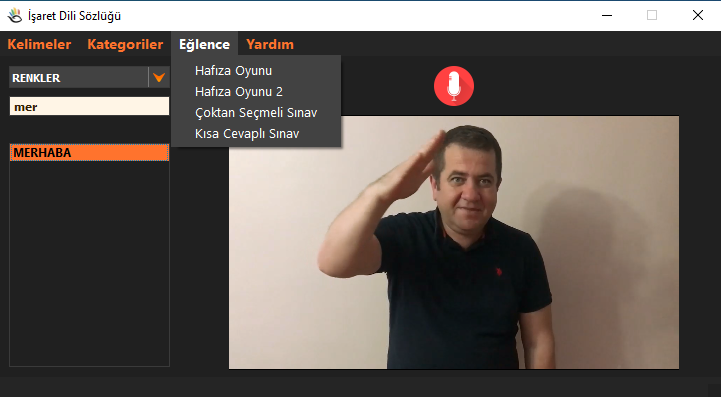 İşaret Dili Sözlüğü
Kelimeler Kategoriler Eğlence Yardım
Hafıza Oyunu
Hafıza Oyunu 2
Çoktan Seçmeli Sınav
Kısa Cevaplı Sınav
RENKLER
mer
MERHABA